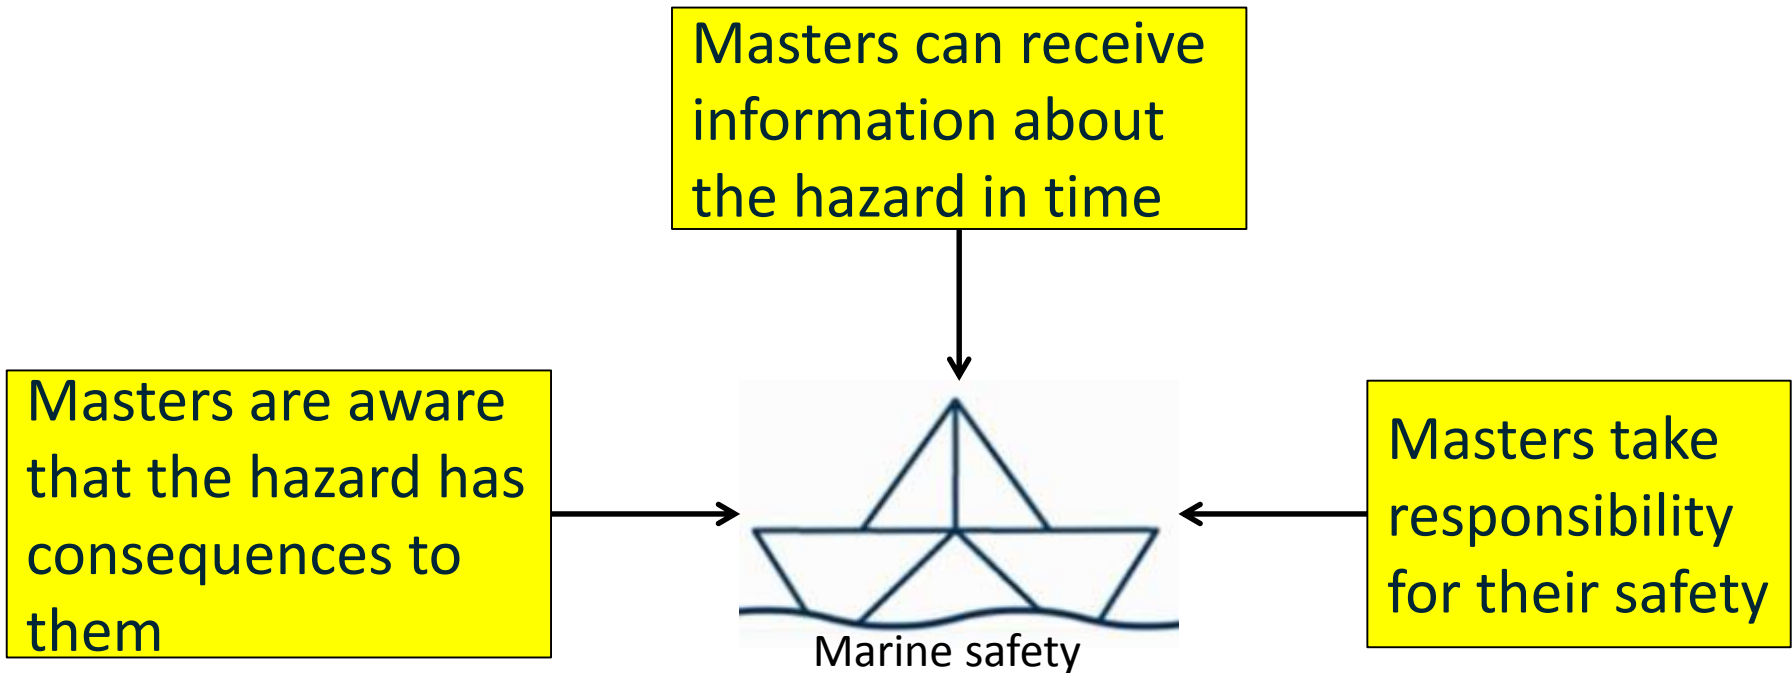 Masters can receive
information about
the hazard in time
Masters are aware
that the hazard has
consequences to
them
Masters take
responsibility
for their safety
Marine safety